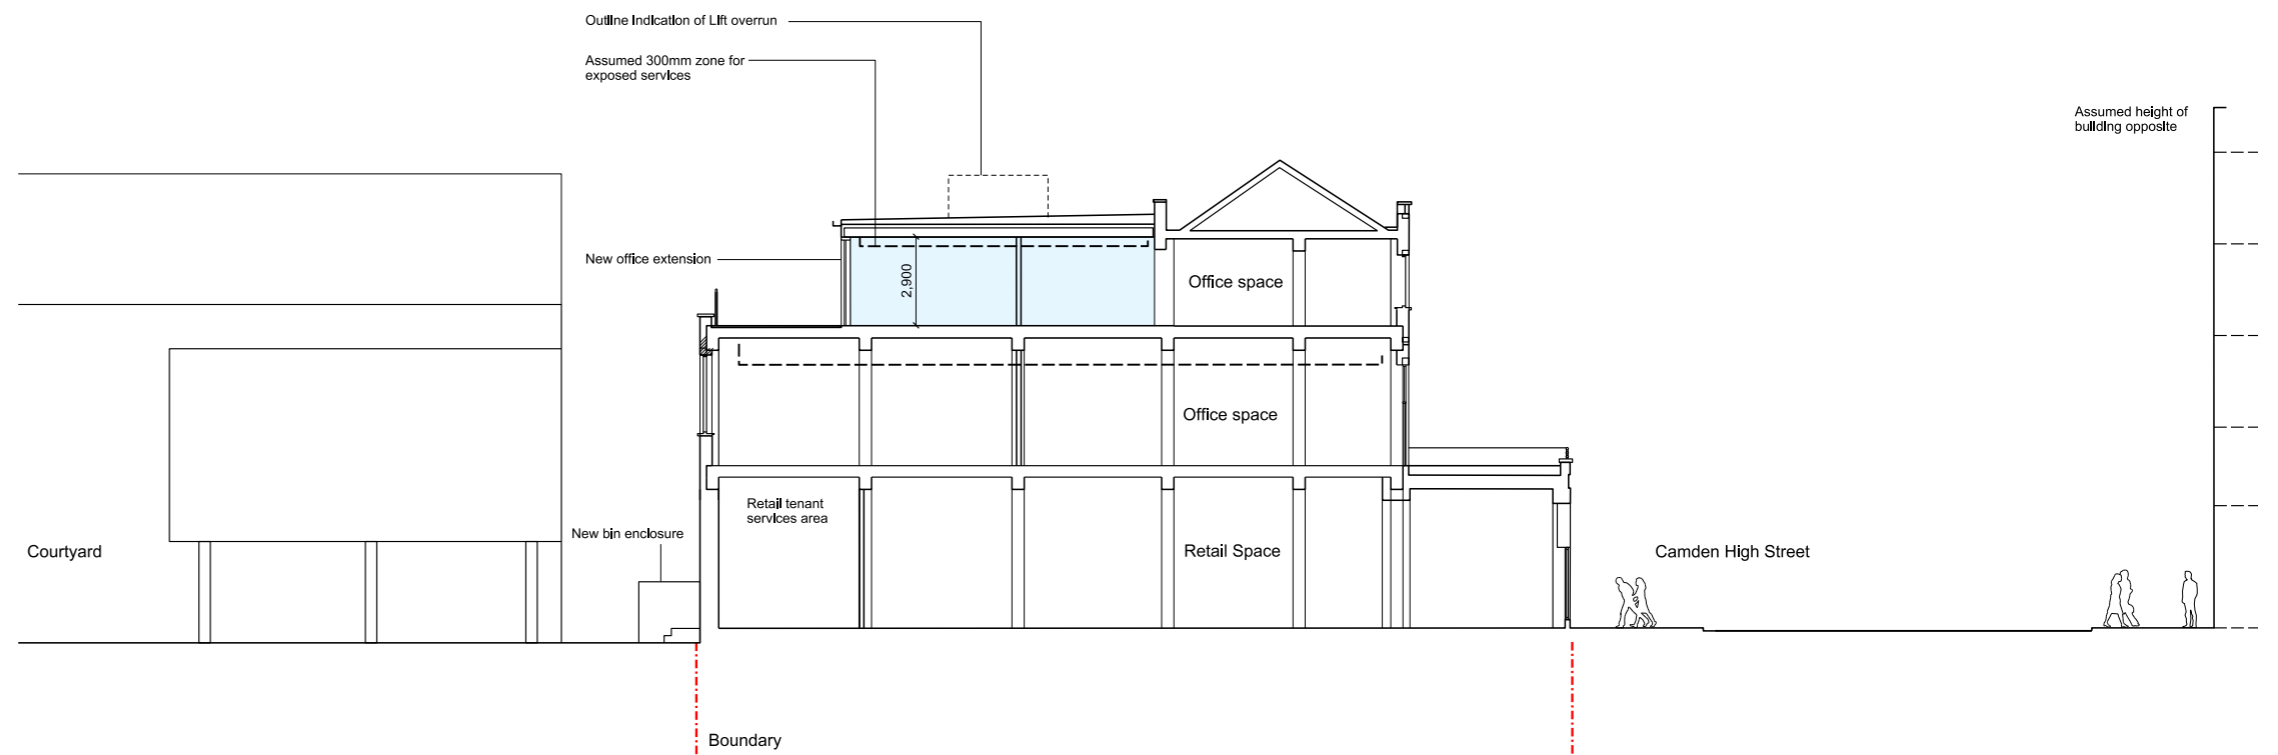 Outline Indication of Lift overrun
Assumed 300mm zone for
exposed services
Assumed height of
building opposite
New office extension
2,900
Office space
Office space
Retail tenant
services area
New bin enclosure
Courtyard
Retail Space
Camden High Street
Boundary